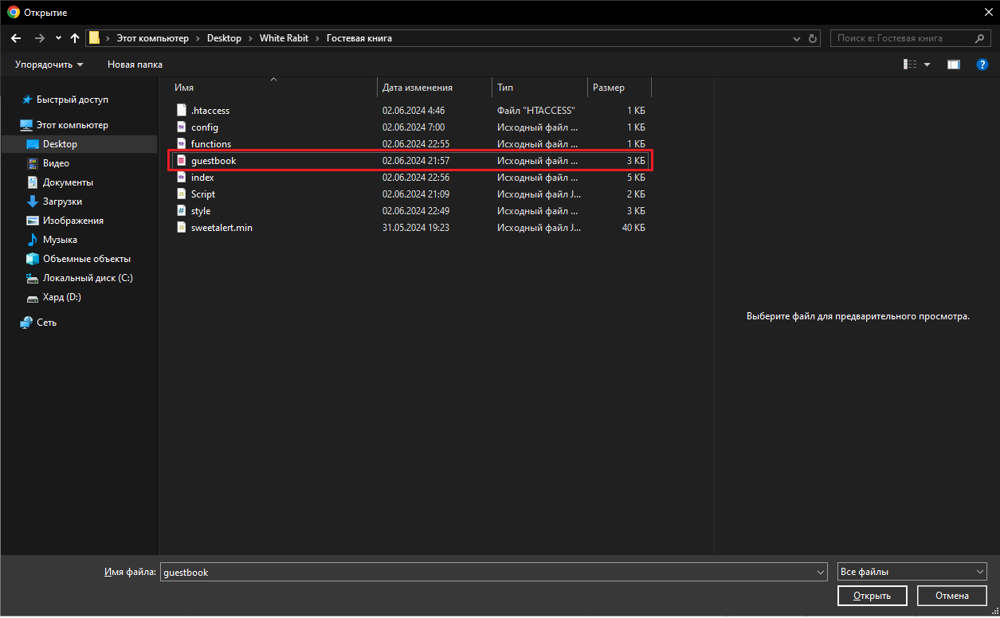 Открытие
Этот компьютер > Desktop > White Rabit > Гостевая книга
Поиск в: Гостевая книга
Упорядочить
Новая папка
?
Быстрый доступ
Этот компьютер
Desktop
Видео
Документы
Загрузки
Изображения
Музыка
Объемные объекты
Локальный диск (C:)
Хард (D:)
Сеть
Имя Дата изменения Тип Размер
.htaccess 02.06.2024 4:46 Файл "HTACCESS" 1 КБ
config 02.06.2024 7:00 Исходный файл ... 1 КБ
functions 02.06.2024 22:55 Исходный файл ... 1 КБ
guestbook 02.06.2024 21:57 Исходный файл ... 3 КБ
index 02.06.2024 22:56 Исходный файл ... 5 КБ
Script 02.06.2024 21:09 Исходный файл J... 2 КБ
style 02.06.2024 22:49 Исходный файл ... 3 КБ
sweetalert.min 31.05.2024 19:23 Исходный файл J... 40 КБ
Выберите файл для предварительного просмотра.
Имя файла: guestbook
Все файлы
Открыть
Отмена